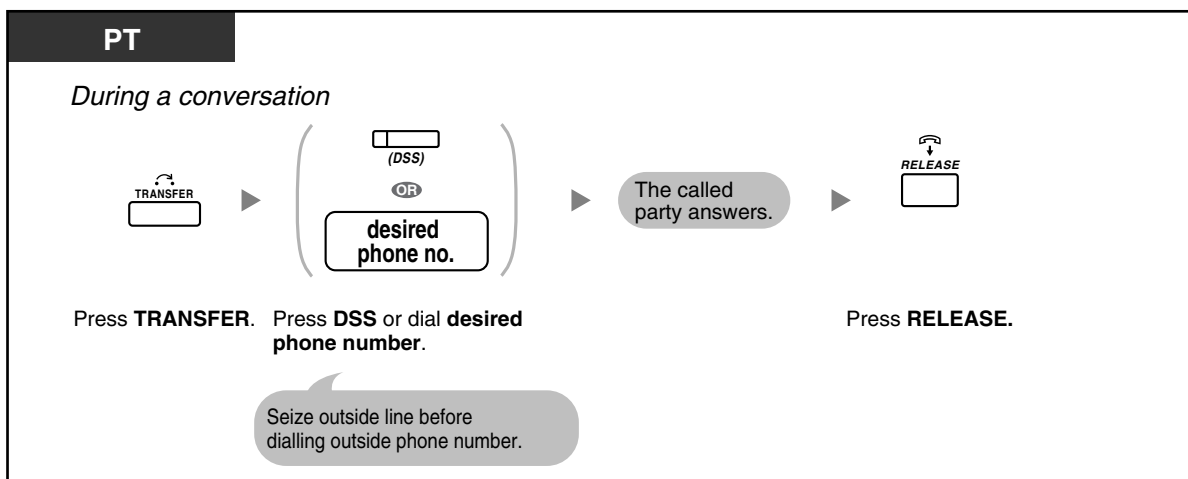 PT
During a conversation
TRANSFER
(DSS)
OR
desired
phone no.
The called
party answers.
RELEASE
Press TRANSFER.
Press DSS or dial desired
phone number.
Press RELEASE.
Seize outside line before
dialling outside phone number.